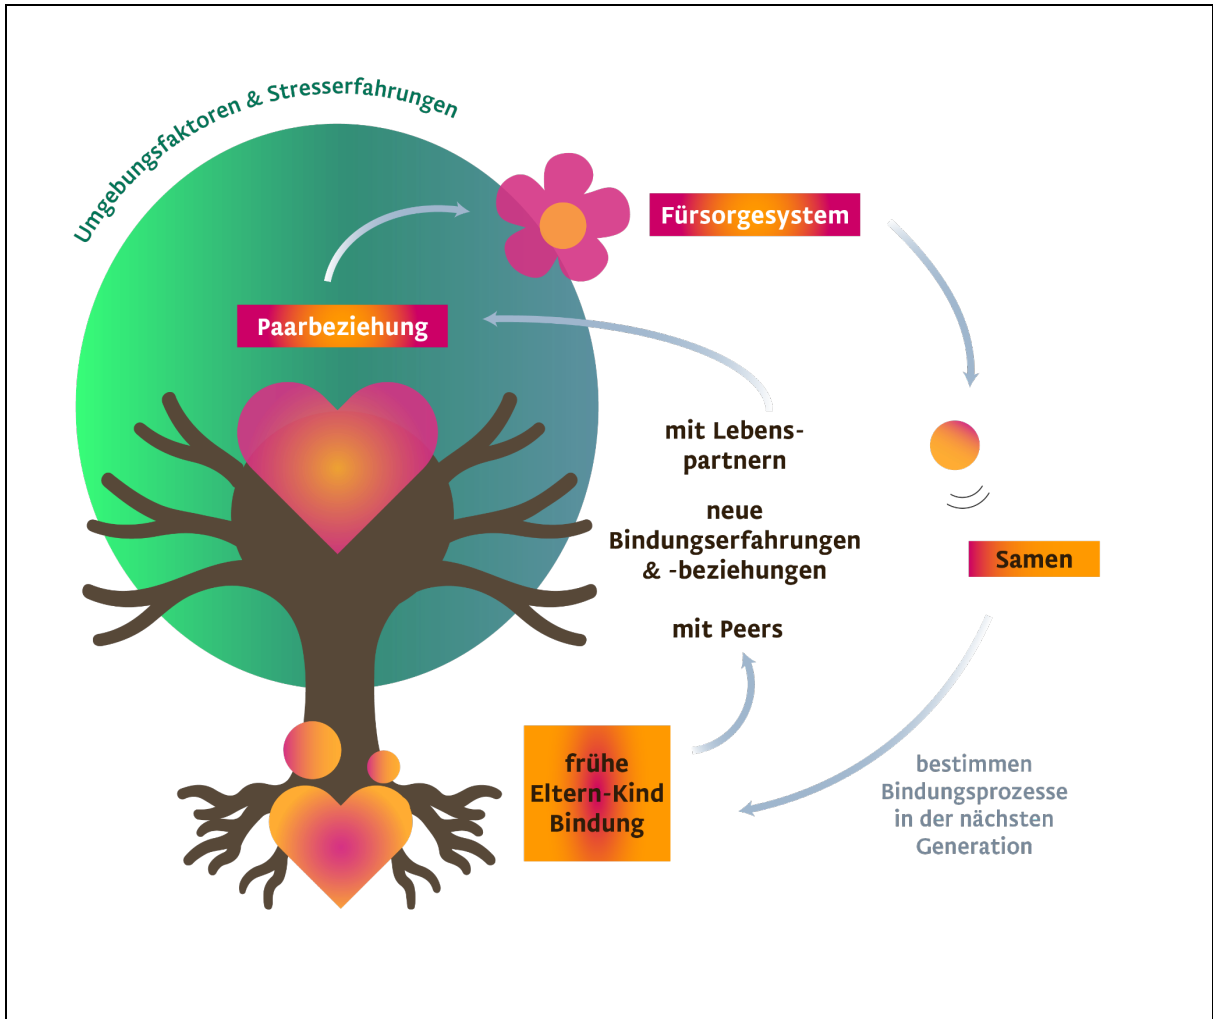 Umgebungsfaktoren & Stresserfahrungen
Fürsorgesystem
Paarbeziehung
mit Lebens-
partnern
neue
Bindungserfahrungen
& -beziehungen
mit Peers
Samen
frühe
Eltern-Kind
Bindung
bestimmen
Bindungsprozesse
in der nächsten
Generation